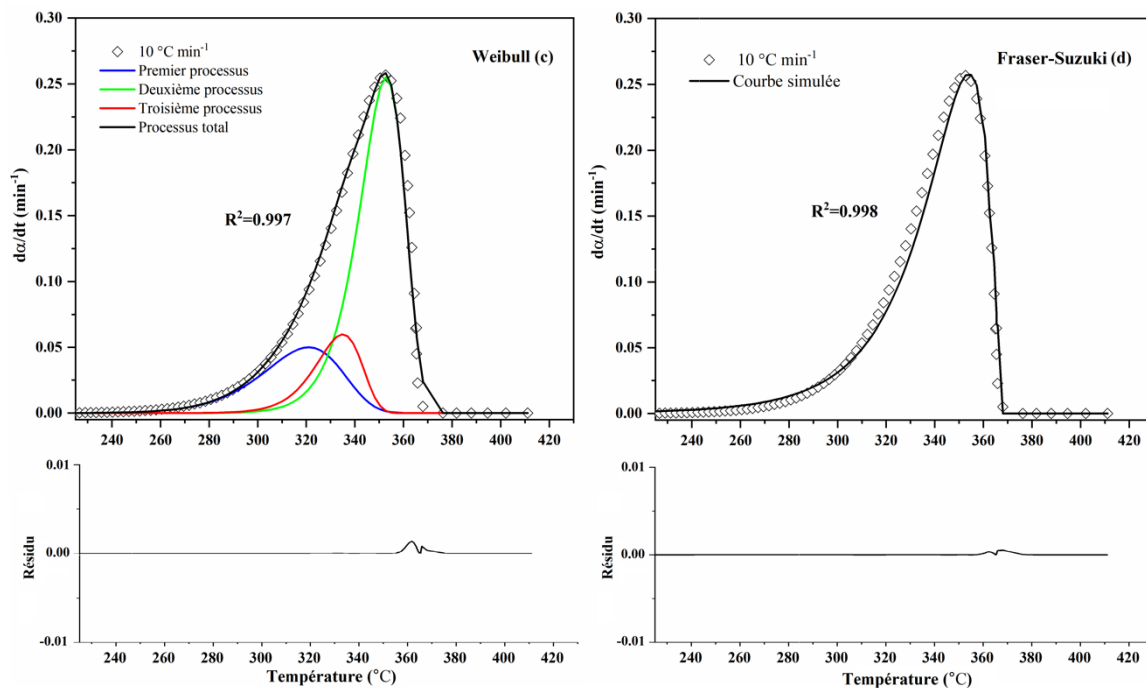 0.30
0.25
0.20
0.15
0.10
0.05
0.00
dα/dt (min⁻¹)
10 °C min⁻¹
Premier processus
Deuxième processus
Troisième processus
Processus total
Weibull (c)
R²=0.997
240 260 280 300 320 340 360 380 400 420
0.01
0.00
-0.01
Résidu
240 260 280 300 320 340 360 380 400 420
Température (°C)
0.30
0.25
0.20
0.15
0.10
0.05
0.00
dα/dt (min⁻¹)
10 °C min⁻¹
Courbe simulée
Fraser-Suzuki (d)
R²=0.998
240 260 280 300 320 340 360 380 400 420
0.01
0.00
-0.01
Résidu
240 260 280 300 320 340 360 380 400 420
Température (°C)